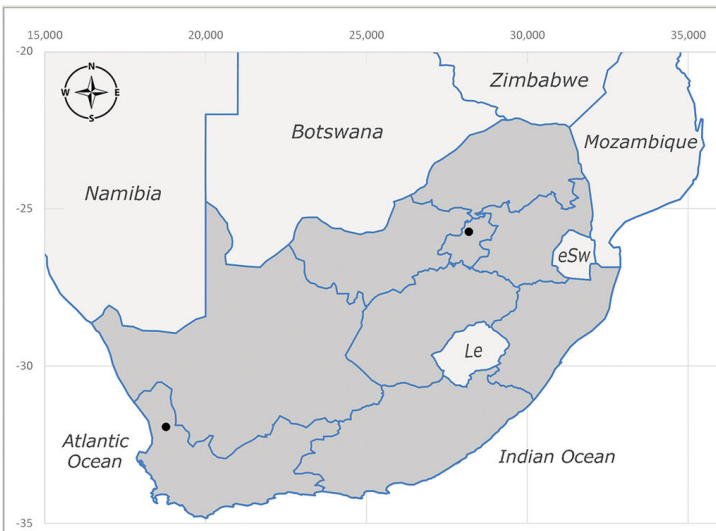 15,000 20,000 25,000 30,000 35,000
-20
N
W E
S
Zimbabwe
Botswana
Mozambique
Namibia
-25
eSw
Le
-30
Atlantic
Ocean
Indian Ocean
-35